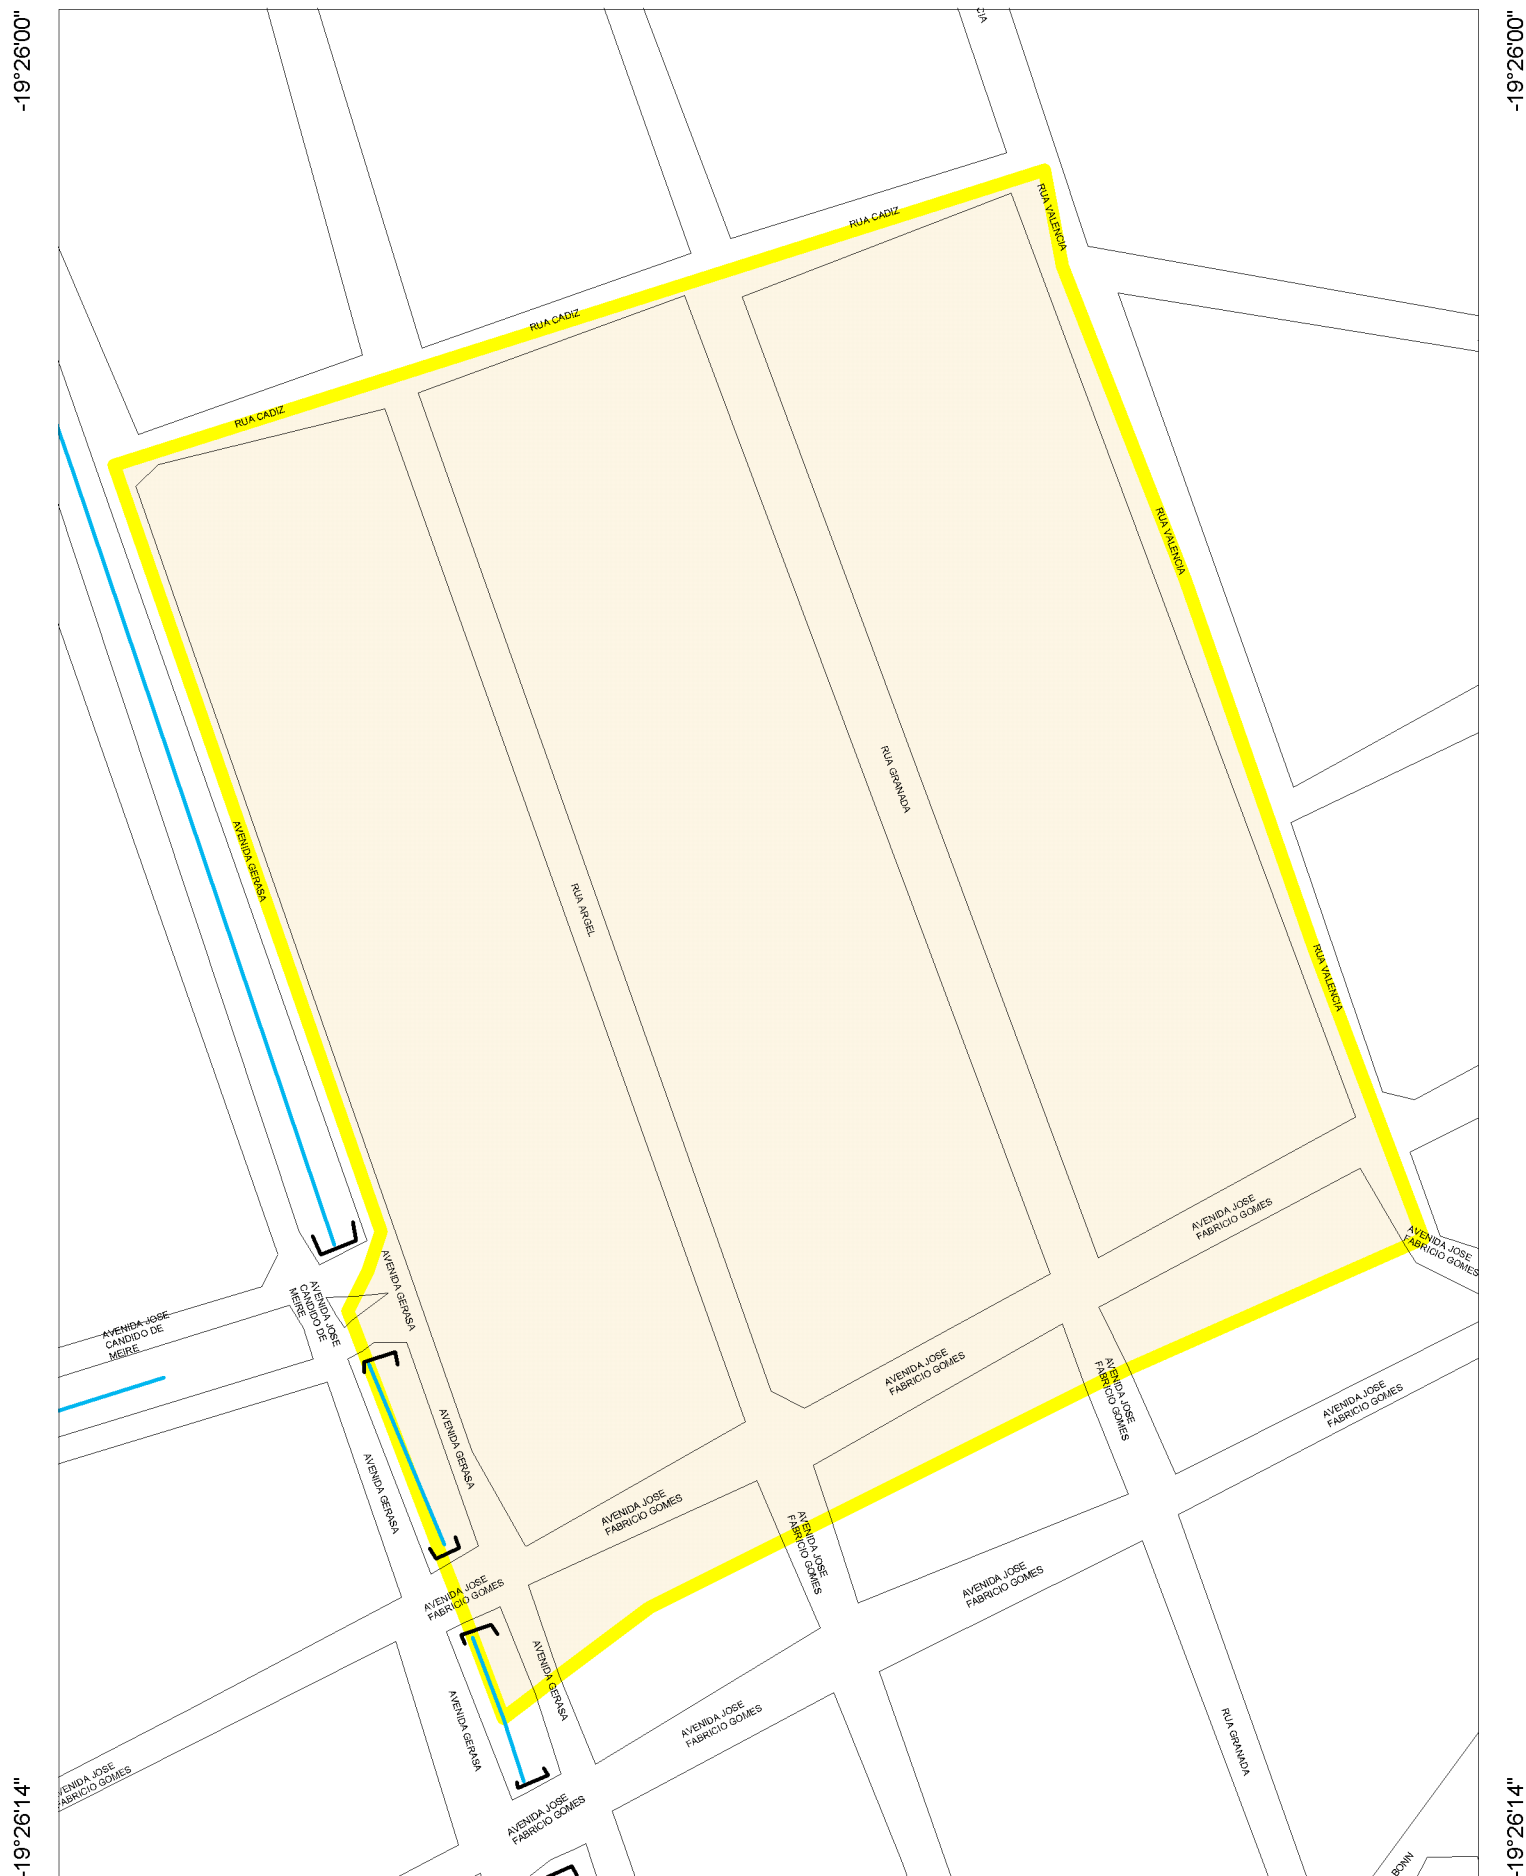 -19°26'00"
-19°26'00"
CIA
RUA VALENCIA
RUA CADIZ
RUA CADIZ
RUA CADIZ
RUA VALENCIA
RUA GRANADA
AVENIDA GERASA
RUA ARGEL
RUA VALENCIA
AVENIDA JOSE
FABRICIO GOMES
AVENIDA JOSE
FABRICIO GOMES
AVENIDA GERASA
AVENIDA JOSE
CANDIDO DE
MEIRE
AVENIDA JOSE
CANDIDO DE
MEIRE
AVENIDA JOSE
FABRICIO GOMES
AVENIDA JOSE
FABRICIO GOMES
AVENIDA JOSE
FABRICIO GOMES
AVENIDA GERASA
AVENIDA GERASA
AVENIDA JOSE
FABRICIO GOMES
AVENIDA JOSE
FABRICIO GOMES
AVENIDA JOSE
FABRICIO GOMES
AVENIDA JOSE
FABRICIO GOMES
AVENIDA GERASA
AVENIDA GERASA
AVENIDA JOSE
FABRICIO GOMES
RUA GRANADA
VENIDA JOSE
FABRICIO GOMES
AVENIDA JOSE
FABRICIO GOMES
-19°26'14"
-19°26'14"
BONN